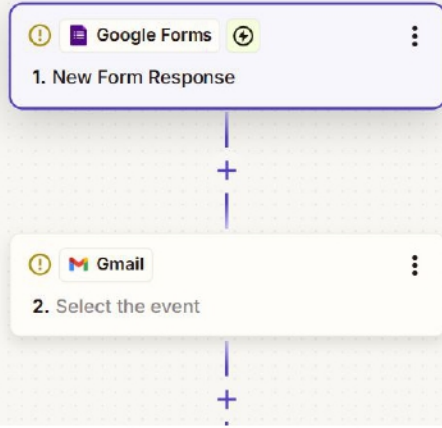 Google Forms
1. New Form Response
Gmail
2. Select the event